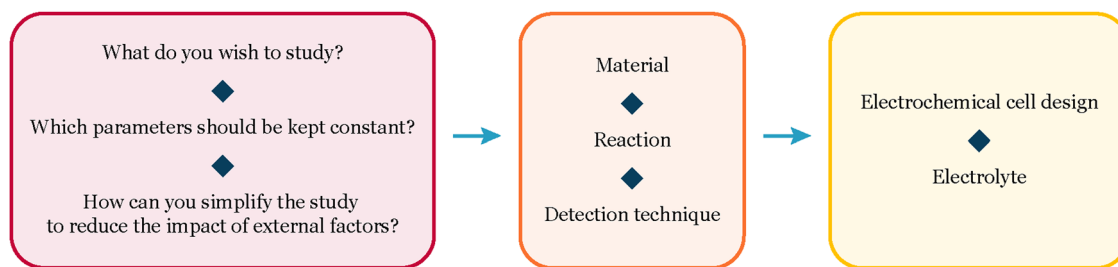 What do you wish to study?
Which parameters should be kept constant?
How can you simplify the study
to reduce the impact of external factors?
Material
Reaction
Detection technique
Electrochemical cell design
Electrolyte